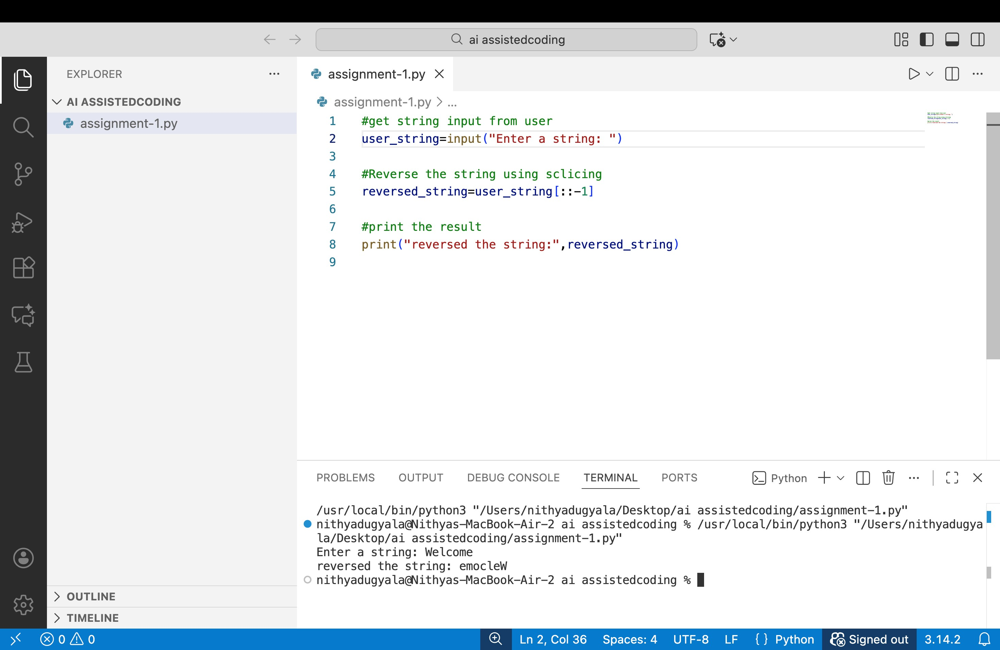 ai assistedcoding
EXPLORER
AI ASSISTEDCODING
assignment-1.py
assignment-1.py
assignment-1.py > ...
1 #get string input from user
2 user_string=input("Enter a string: ")
3
4 #Reverse the string using sclicing
5 reversed_string=user_string[::-1]
6
7 #print the result
8 print("reversed the string:",reversed_string)
9
PROBLEMS OUTPUT DEBUG CONSOLE TERMINAL PORTS Python
/usr/local/bin/python3 "/Users/nithyadugyala/Desktop/ai assistedcoding/assignment-1.py"
nithyadugyala@Nithyas-MacBook-Air-2 ai assistedcoding % /usr/local/bin/python3 "/Users/nithyadugya
la/Desktop/ai assistedcoding/assignment-1.py"
Enter a string: Welcome
reversed the string: emocleW
nithyadugyala@Nithyas-MacBook-Air-2 ai assistedcoding %
OUTLINE
TIMELINE
0 0 Ln 2, Col 36 Spaces: 4 UTF-8 LF {} Python Signed out 3.14.2